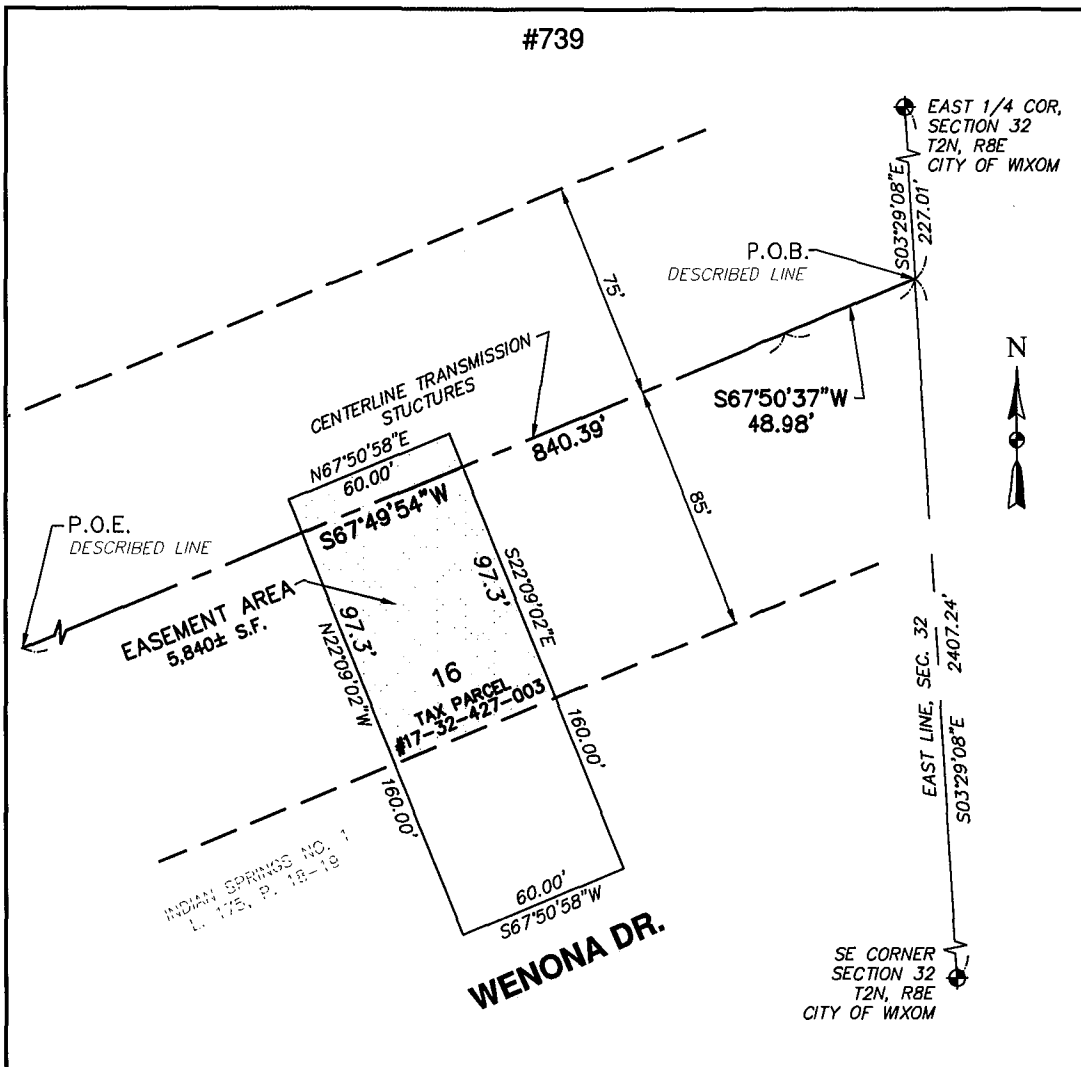 #739
EAST 1/4 COR,
SECTION 32
T2N, R8E
CITY OF WIXOM
S03°29'08"E
227.01'
P.O.B.
DESCRIBED LINE
75'
CENTERLINE TRANSMISSION
STUCTURES
N
S67°50'37"W
48.98'
840.39'
N67°50'58"E
60.00'
S67°49'54"W
85'
P.O.E.
DESCRIBED LINE
S22°09'02"E
97.3'
EASEMENT AREA
5,840± S.F.
97.3'
N22°09'02"W
16
TAX PARCEL
#17-32-427-003
EAST LINE, SEC. 32
2407.24'
S03°29'08"E
160.00'
160.00'
INDIAN SPRINGS NO. 1
L. 175, P. 18-19
60.00'
S67°50'58"W
WENONA DR.
SE CORNER
SECTION 32
T2N, R8E
CITY OF WIXOM